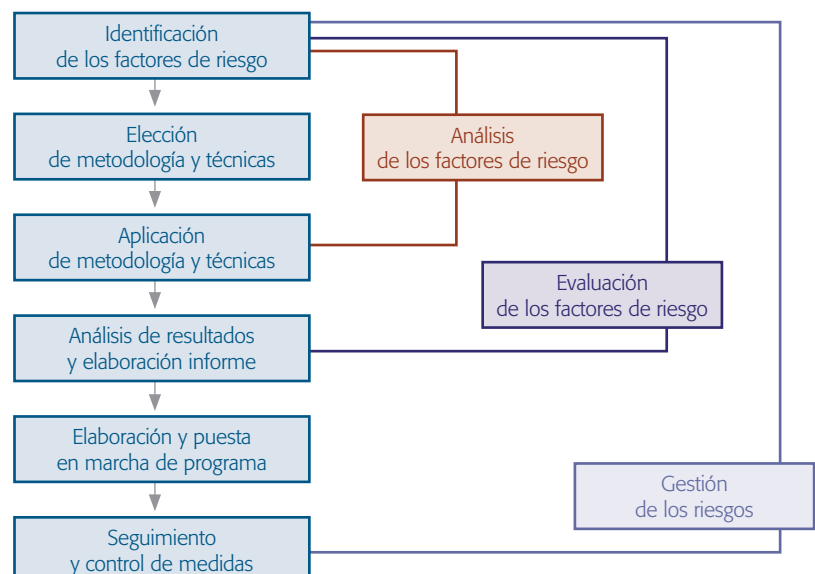 Identificación
de los factores de riesgo
Elección
de metodología y técnicas
Análisis
de los factores de riesgo
Aplicación
de metodología y técnicas
Evaluación
de los factores de riesgo
Análisis de resultados
y elaboración informe
Elaboración y puesta
en marcha de programa
Gestión
de los riesgos
Seguimiento
y control de medidas